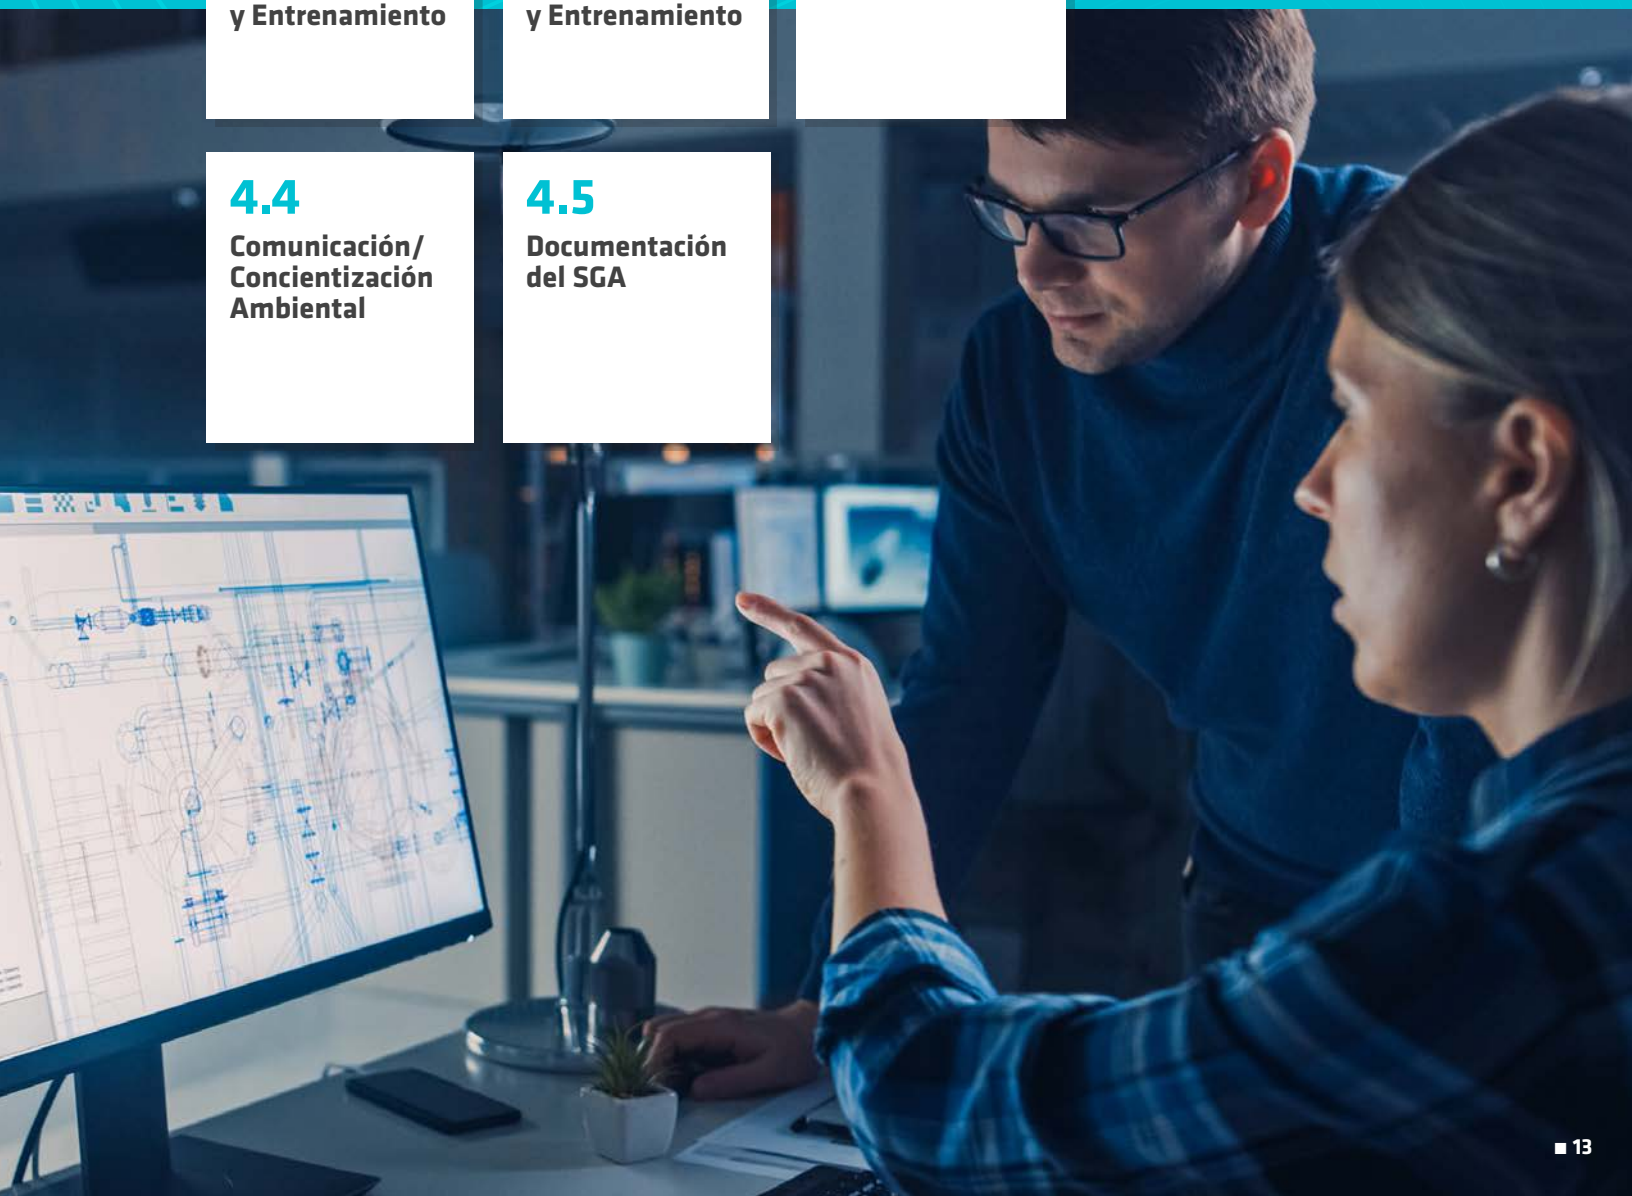 y Entrenamiento
y Entrenamiento
4.4
Comunicación/
Concientización
Ambiental
4.5
Documentación
del SGA
13